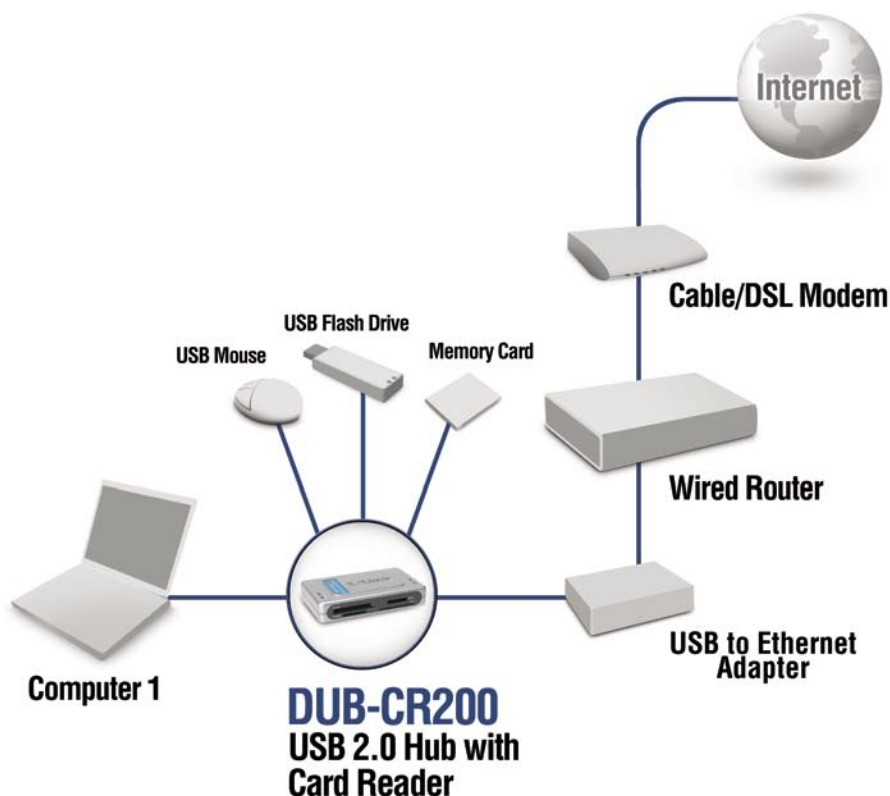 Internet
Cable/DSL Modem
USB Flash Drive
USB Mouse
Memory Card
Wired Router
USB to Ethernet
Adapter
Computer 1
DUB-CR200
USB 2.0 Hub with
Card Reader